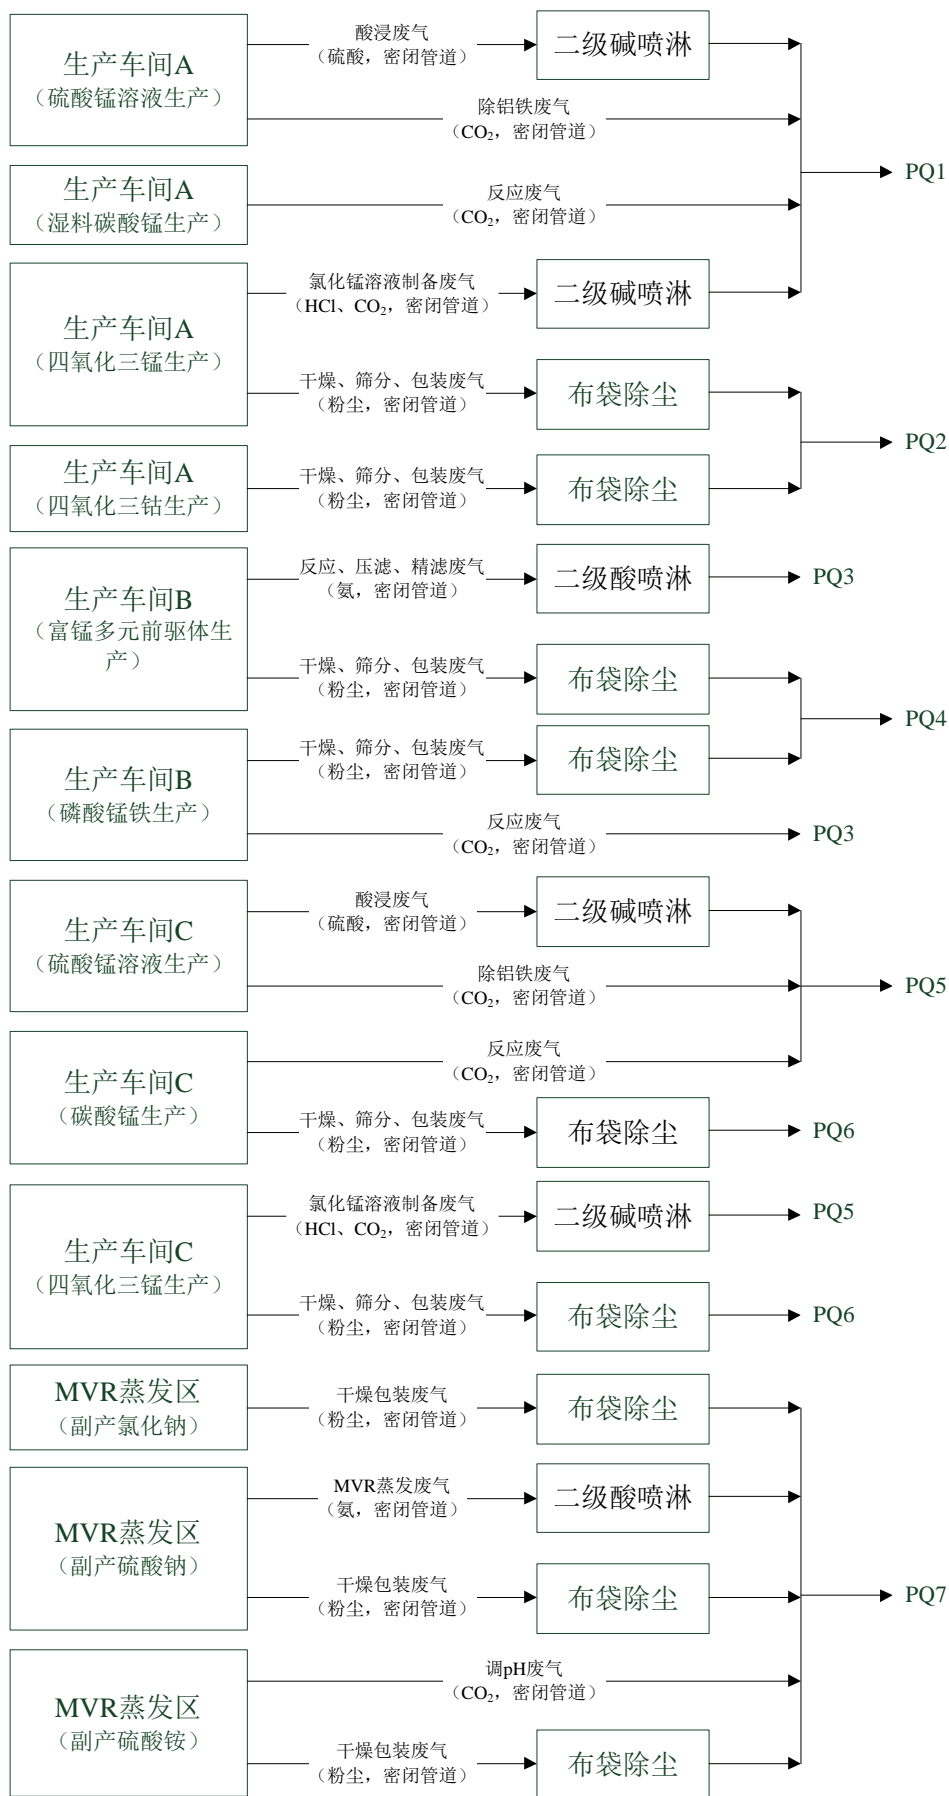 生产车间A
（硫酸锰溶液生产）
酸浸废气
（硫酸，密闭管道）
二级碱喷淋
除铝铁废气
（CO₂，密闭管道）
生产车间A
（湿料碳酸锰生产）
反应废气
（CO₂，密闭管道）
PQ1
生产车间A
（四氧化三锰生产）
氯化锰溶液制备废气
（HCl、CO₂，密闭管道）
二级碱喷淋
干燥、筛分、包装废气
（粉尘，密闭管道）
布袋除尘
PQ2
生产车间A
（四氧化三钴生产）
干燥、筛分、包装废气
（粉尘，密闭管道）
布袋除尘
生产车间B
（富锰多元前驱体生
产）
反应、压滤、精滤废气
（氨，密闭管道）
二级酸喷淋
PQ3
干燥、筛分、包装废气
（粉尘，密闭管道）
布袋除尘
PQ4
生产车间B
（磷酸锰铁生产）
干燥、筛分、包装废气
（粉尘，密闭管道）
布袋除尘
反应废气
（CO₂，密闭管道）
PQ3
生产车间C
（硫酸锰溶液生产）
酸浸废气
（硫酸，密闭管道）
二级碱喷淋
除铝铁废气
（CO₂，密闭管道）
PQ5
生产车间C
（碳酸锰生产）
反应废气
（CO₂，密闭管道）
干燥、筛分、包装废气
（粉尘，密闭管道）
布袋除尘
PQ6
生产车间C
（四氧化三锰生产）
氯化锰溶液制备废气
（HCl、CO₂，密闭管道）
二级碱喷淋
PQ5
干燥、筛分、包装废气
（粉尘，密闭管道）
布袋除尘
PQ6
MVR蒸发区
（副产氯化钠）
干燥包装废气
（粉尘，密闭管道）
布袋除尘
MVR蒸发区
（副产硫酸钠）
MVR蒸发废气
（氨，密闭管道）
二级酸喷淋
干燥包装废气
（粉尘，密闭管道）
布袋除尘
PQ7
MVR蒸发区
（副产硫酸铵）
调pH废气
（CO₂，密闭管道）
干燥包装废气
（粉尘，密闭管道）
布袋除尘